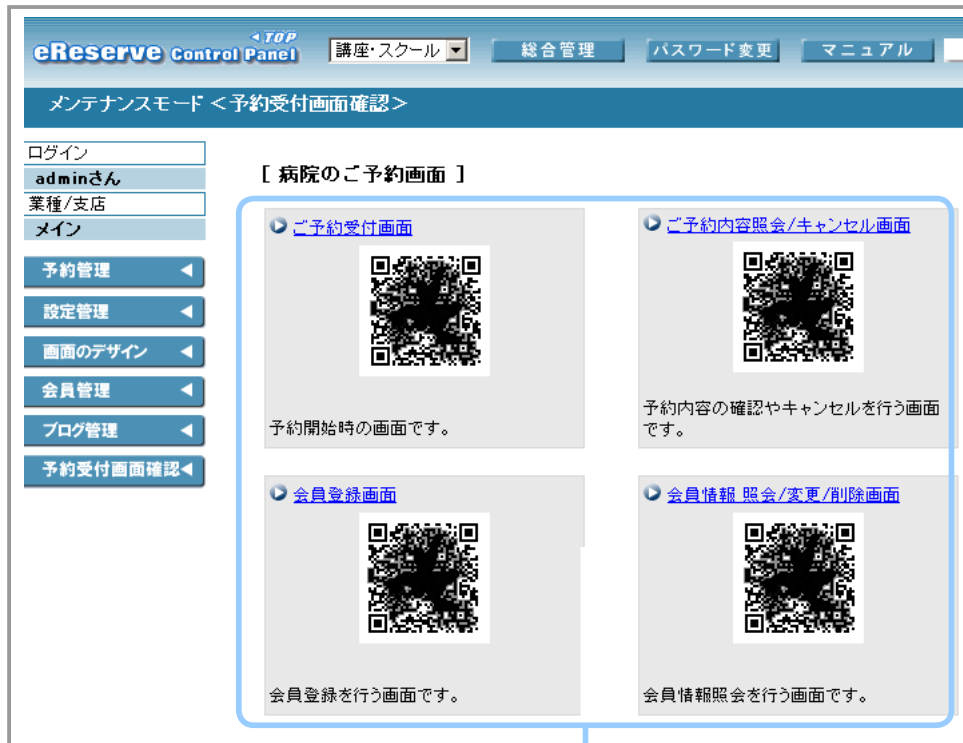 ◁TOP
eReserve Control Panel 講座・スクール 総合管理 パスワード変更 マニュアル
メンテナンスモード <予約受付画面確認>
ログイン
adminさん
業種/支店
メイン
予約管理
設定管理
画面のデザイン
会員管理
ブログ管理
予約受付画面確認
[ 病院のご予約画面 ]
ご予約受付画面
予約開始時の画面です。
ご予約内容照会/キャンセル画面
予約内容の確認やキャンセルを行う画面
です。
会員登録画面
会員登録を行う画面です。
会員情報 照会/変更/削除画面
会員情報照会を行う画面です。